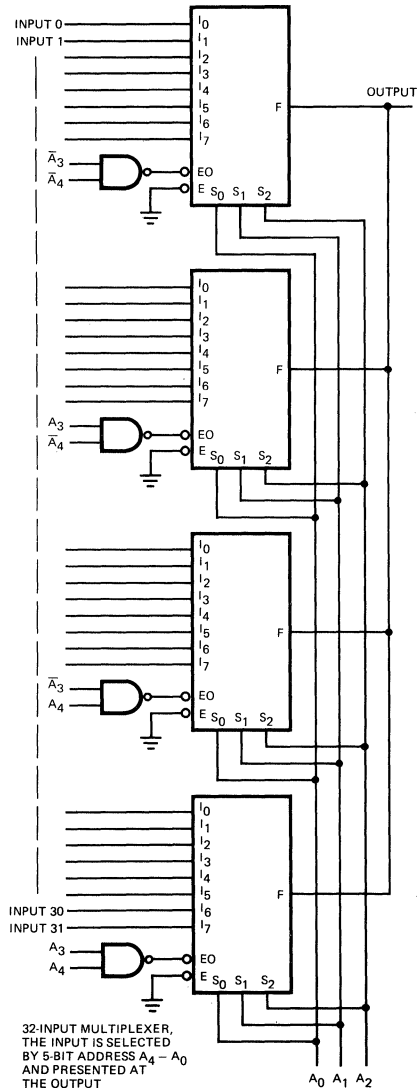 INPUT 0 I0
INPUT 1 I1
I2
I3
I4
I5
I6
I7
F
OUTPUT
A̅3
A̅4
EO
E
S0 S1 S2
I0
I1
I2
I3
I4
I5
I6
I7
F
A3
A̅4
EO
E
S0 S1 S2
I0
I1
I2
I3
I4
I5
I6
I7
F
A̅3
A4
EO
E
S0 S1 S2
I0
I1
I2
I3
I4
I5
F
INPUT 30 I6
INPUT 31 I7
A3
A4
EO
E
S0 S1 S2
32-INPUT MULTIPLEXER,
THE INPUT IS SELECTED
BY 5-BIT ADDRESS A4 – A0
AND PRESENTED AT
THE OUTPUT
A0 A1 A2